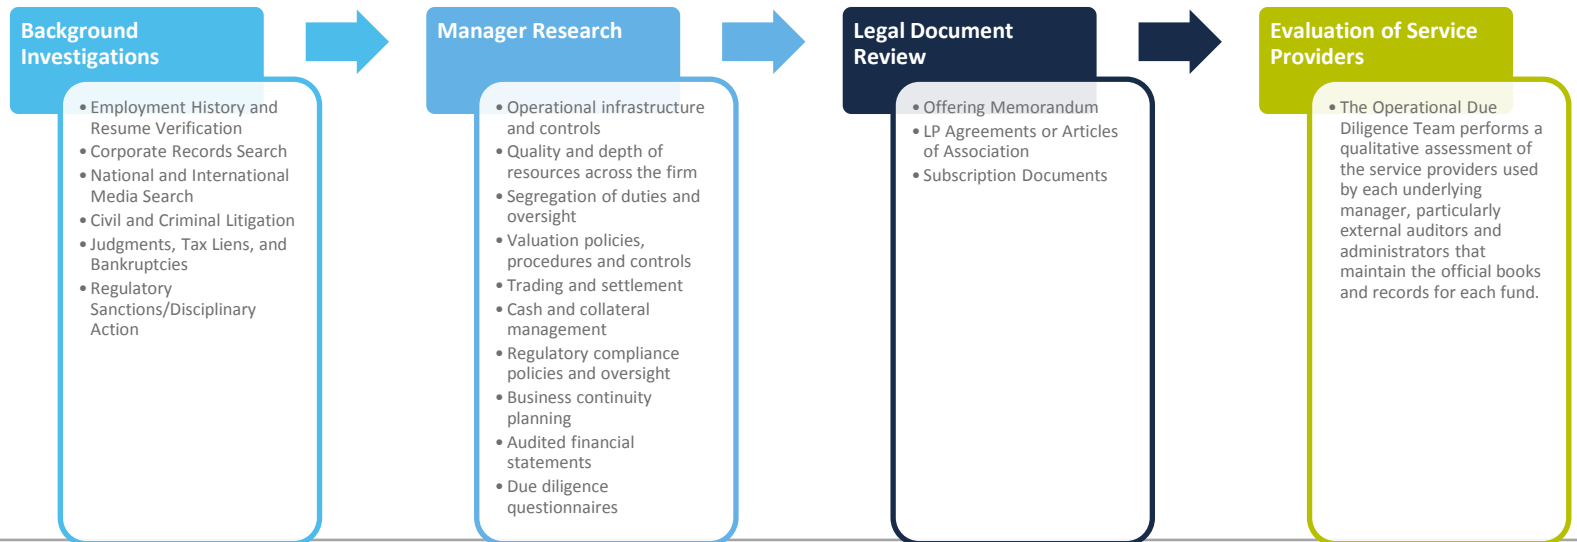 Background
Investigations
• Employment History and
Resume Verification
• Corporate Records Search
• National and International
Media Search
• Civil and Criminal Litigation
• Judgments, Tax Liens, and
Bankruptcies
• Regulatory
Sanctions/Disciplinary
Action
Manager Research
• Operational infrastructure
and controls
• Quality and depth of
resources across the firm
• Segregation of duties and
oversight
• Valuation policies,
procedures and controls
• Trading and settlement
• Cash and collateral
management
• Regulatory compliance
policies and oversight
• Business continuity
planning
• Audited financial
statements
• Due diligence
questionnaires
Legal Document
Review
• Offering Memorandum
• LP Agreements or Articles
of Association
• Subscription Documents
Evaluation of Service
Providers
• The Operational Due
Diligence Team performs a
qualitative assessment of
the service providers used
by each underlying
manager, particularly
external auditors and
administrators that
maintain the official books
and records for each fund.